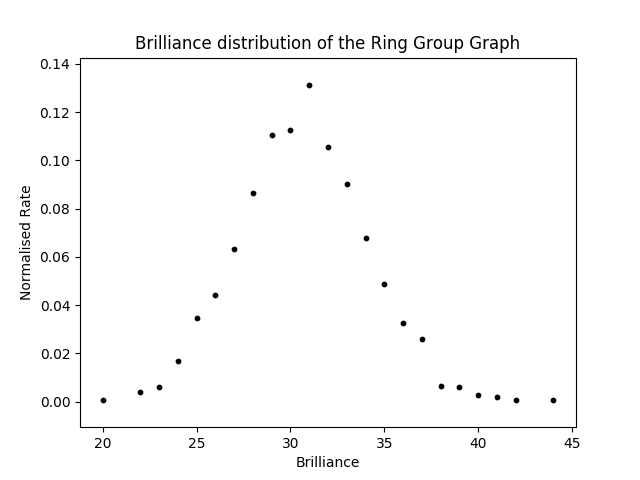 Brilliance distribution of the Ring Group Graph
0.14
0.12
0.10
0.08
0.06
0.04
0.02
0.00
Normalised Rate
20 25 30 35 40 45
Brilliance